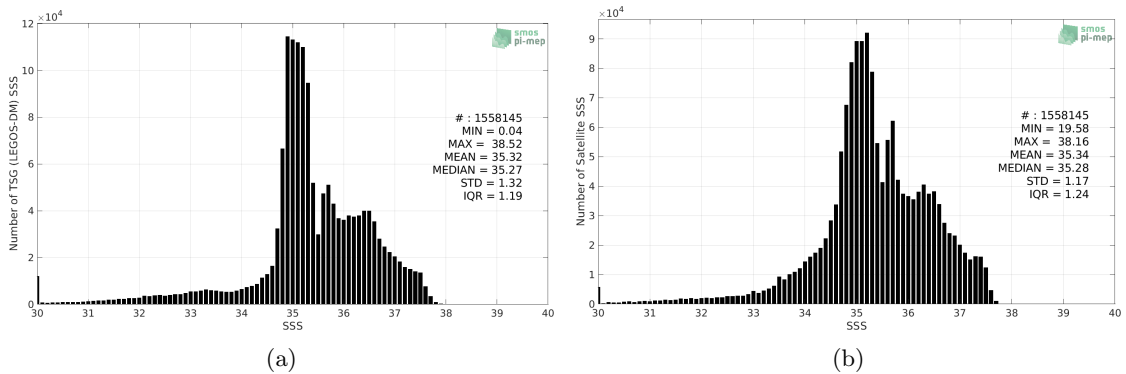 ×10⁴
12
10
8
6
4
2
0
Number of TSG (LEGOS-DM) SSS
smos
pi-mep
# : 1558145
MIN = 0.04
MAX = 38.52
MEAN = 35.32
MEDIAN = 35.27
STD = 1.32
IQR = 1.19
30 31 32 33 34 35 36 37 38 39 40
SSS
(a)
×10⁴
9
8
7
6
5
4
3
2
1
0
Number of Satellite SSS
smos
pi-mep
# : 1558145
MIN = 19.58
MAX = 38.16
MEAN = 35.34
MEDIAN = 35.28
STD = 1.17
IQR = 1.24
30 31 32 33 34 35 36 37 38 39 40
SSS
(b)